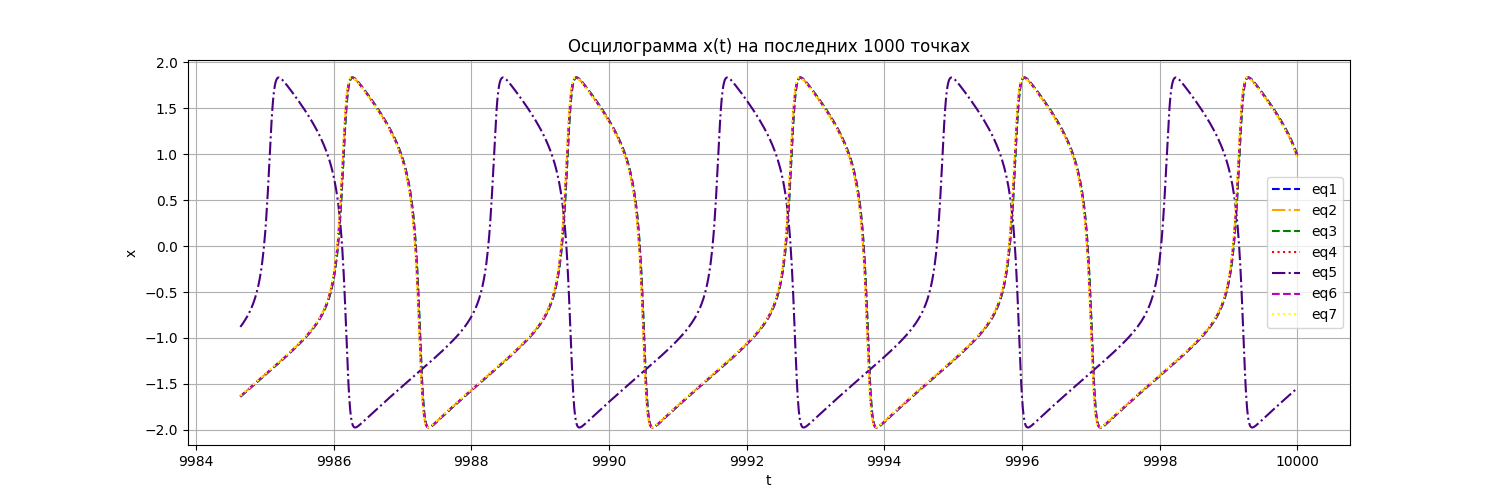 Осцилограмма x(t) на последних 1000 точках
2.0
1.5
1.0
0.5
0.0
−0.5
−1.0
−1.5
−2.0
x
9984
9986
9988
9990
9992
9994
9996
9998
10000
t
eq1
eq2
eq3
eq4
eq5
eq6
eq7